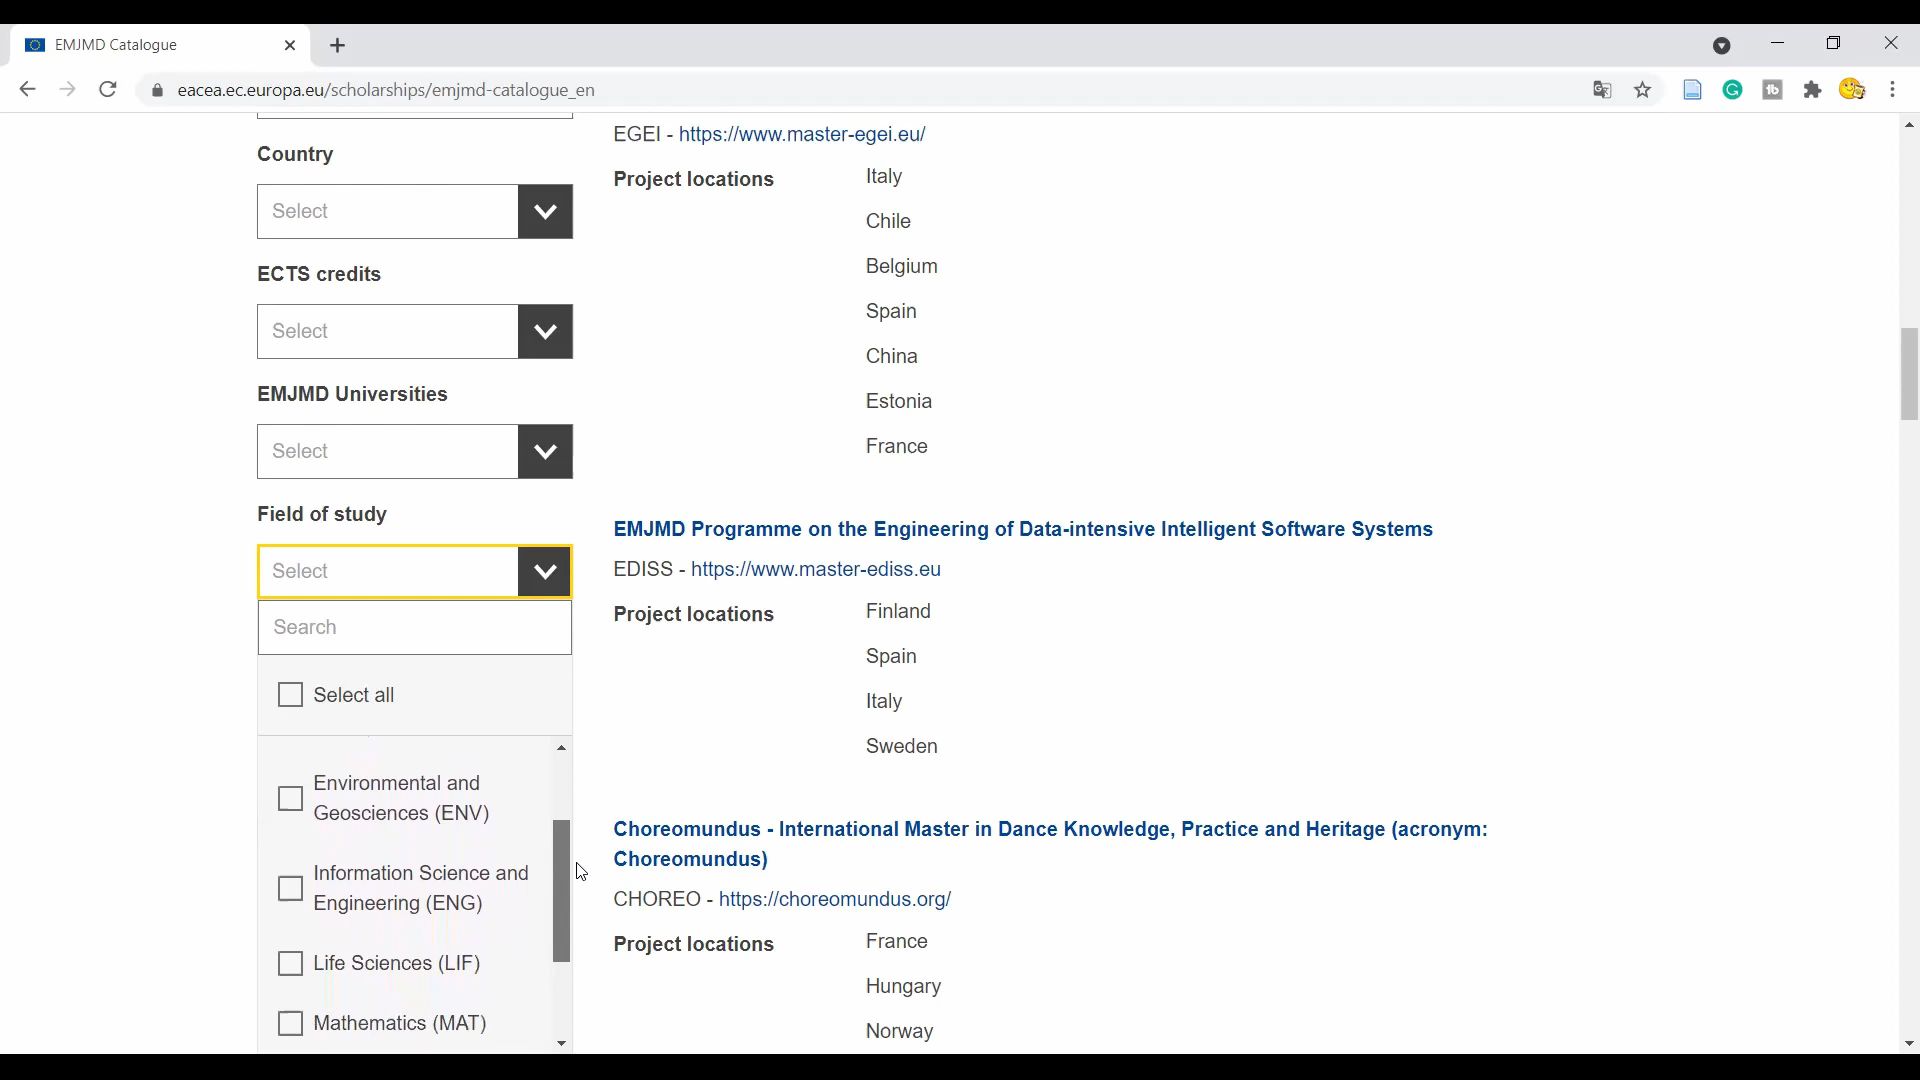 EMJMD Catalogue
eacea.ec.europa.eu/scholarships/emjmd-catalogue_en
Country
Select
ECTS credits
Select
EMJMD Universities
Select
Field of study
Select
Search
Select all
Environmental and
Geosciences (ENV)
Information Science and
Engineering (ENG)
Life Sciences (LIF)
Mathematics (MAT)
EGEI - https://www.master-egei.eu/
Project locations
Italy
Chile
Belgium
Spain
China
Estonia
France
EMJMD Programme on the Engineering of Data-intensive Intelligent Software Systems
EDISS - https://www.master-ediss.eu
Project locations
Finland
Spain
Italy
Sweden
Choreomundus - International Master in Dance Knowledge, Practice and Heritage (acronym:
Choreomundus)
CHOREO - https://choreomundus.org/
Project locations
France
Hungary
Norway